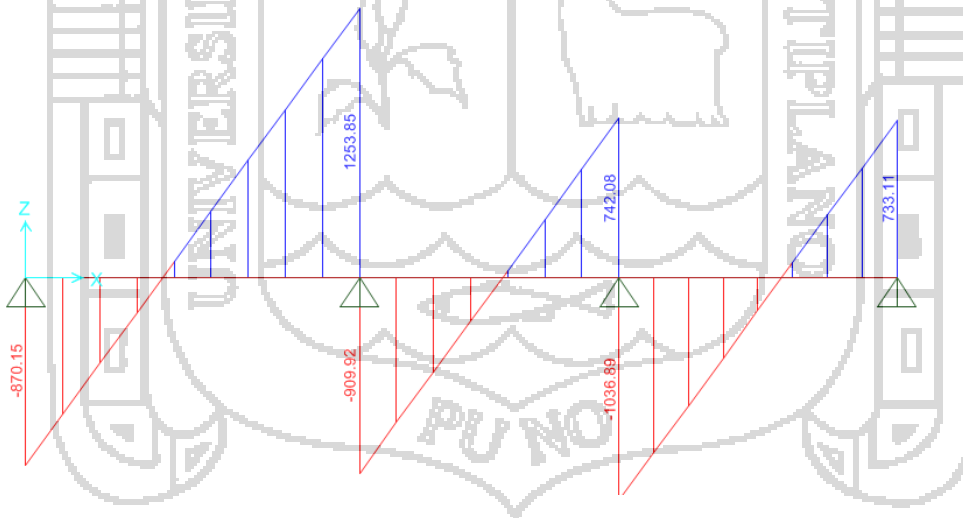 UNIVERSI
TIPLANO
Z
X
1253.85
742.08
733.11
-870.15
-909.92
-1036.89
PUNO